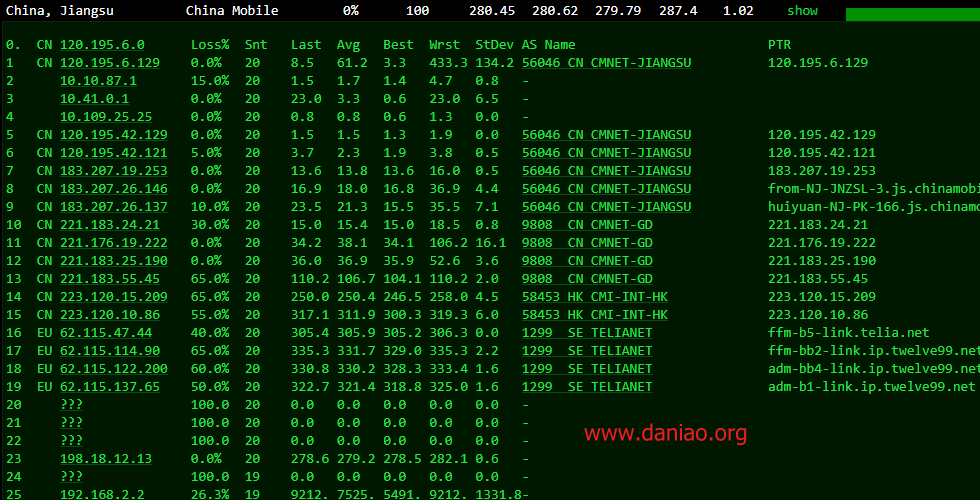 China, Jiangsu China Mobile 0% 100 280.45 280.62 279.79 287.4 1.02 show
0. CN 120.195.6.0 Loss% Snt Last Avg Best Wrst StDev AS Name PTR
1 CN 120.195.6.129 0.0% 20 8.5 61.2 3.3 433.3 134.2 56046 CN CMNET-JIANGSU 120.195.6.129
2 10.10.87.1 15.0% 20 1.5 1.7 1.4 4.7 0.8 -
3 10.41.0.1 0.0% 20 23.0 3.3 0.6 23.0 6.5 -
4 10.109.25.25 0.0% 20 0.8 0.8 0.6 1.3 0.0 -
5 CN 120.195.42.129 0.0% 20 1.5 1.5 1.3 1.9 0.0 56046 CN CMNET-JIANGSU 120.195.42.129
6 CN 120.195.42.121 5.0% 20 3.7 2.3 1.9 3.8 0.5 56046 CN CMNET-JIANGSU 120.195.42.121
7 CN 183.207.19.253 0.0% 20 13.6 13.8 13.6 16.0 0.5 56046 CN CMNET-JIANGSU 183.207.19.253
8 CN 183.207.26.146 0.0% 20 16.9 18.0 16.8 36.9 4.4 56046 CN CMNET-JIANGSU from-NJ-JNZSL-3.js.chinamobi
9 CN 183.207.26.137 10.0% 20 23.5 21.3 15.5 35.5 7.1 56046 CN CMNET-JIANGSU huiyuan-NJ-PK-166.js.chinamo
10 CN 221.183.24.21 30.0% 20 15.0 15.4 15.0 18.5 0.8 9808 CN CMNET-GD 221.183.24.21
11 CN 221.176.19.222 0.0% 20 34.2 38.1 34.1 106.2 16.1 9808 CN CMNET-GD 221.176.19.222
12 CN 221.183.25.190 0.0% 20 36.0 36.9 35.9 52.6 3.6 9808 CN CMNET-GD 221.183.25.190
13 CN 221.183.55.45 65.0% 20 110.2 106.7 104.1 110.2 2.0 9808 CN CMNET-GD 221.183.55.45
14 CN 223.120.15.209 65.0% 20 250.0 250.4 246.5 258.0 4.5 58453 HK CMI-INT-HK 223.120.15.209
15 CN 223.120.10.86 55.0% 20 317.1 311.9 300.3 319.3 6.0 58453 HK CMI-INT-HK 223.120.10.86
16 EU 62.115.47.44 40.0% 20 305.4 305.9 305.2 306.3 0.0 1299 SE TELIANET ffm-b5-link.telia.net
17 EU 62.115.114.90 65.0% 20 335.3 331.7 329.0 335.3 2.2 1299 SE TELIANET ffm-bb2-link.ip.twelve99.net
18 EU 62.115.122.200 60.0% 20 330.8 330.2 328.3 333.4 1.6 1299 SE TELIANET adm-bb4-link.ip.twelve99.net
19 EU 62.115.137.65 50.0% 20 322.7 321.4 318.8 325.0 1.6 1299 SE TELIANET adm-b1-link.ip.twelve99.net
20 ??? 100.0 20 0.0 0.0 0.0 0.0 0.0 -
21 ??? 100.0 20 0.0 0.0 0.0 0.0 0.0 -
22 ??? 100.0 20 0.0 0.0 0.0 0.0 0.0 -
www.daniao.org
23 198.18.12.13 0.0% 20 278.6 279.2 278.5 282.1 0.6 -
24 ??? 100.0 19 0.0 0.0 0.0 0.0 0.0 -
25 192.168.2.2 26.3% 19 9212. 7525. 5491. 9212. 1331.8-